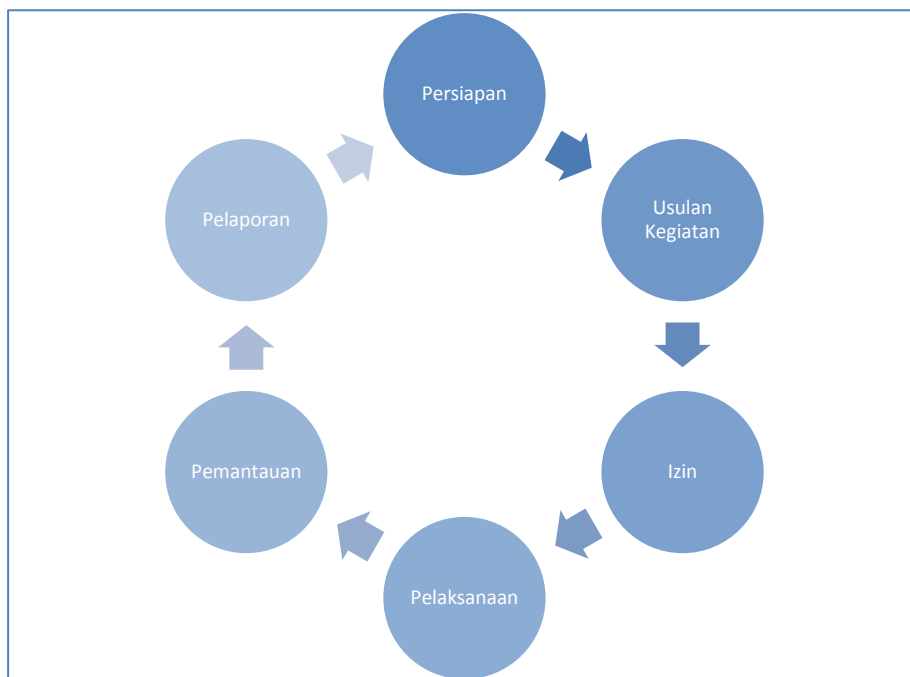 Persiapan
Usulan
Kegiatan
Izin
Pelaksanaan
Pemantauan
Pelaporan